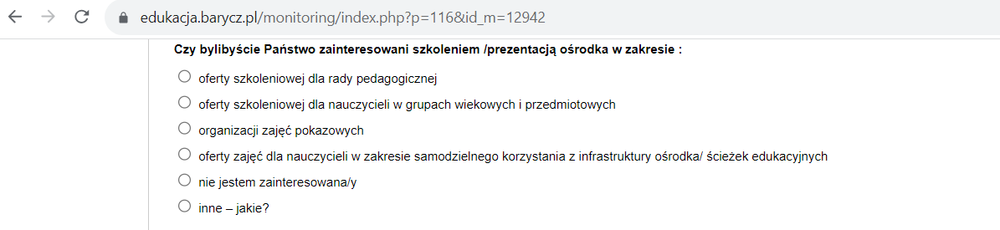 edukacja.barycz.pl/monitoring/index.php?p=116&id_m=12942
Czy bylibyście Państwo zainteresowani szkoleniem /prezentacją ośrodka w zakresie :
oferty szkoleniowej dla rady pedagogicznej
oferty szkoleniowej dla nauczycieli w grupach wiekowych i przedmiotowych
organizacji zajęć pokazowych
oferty zajęć dla nauczycieli w zakresie samodzielnego korzystania z infrastruktury ośrodka/ ścieżek edukacyjnych
nie jestem zainteresowana/y
inne – jakie?